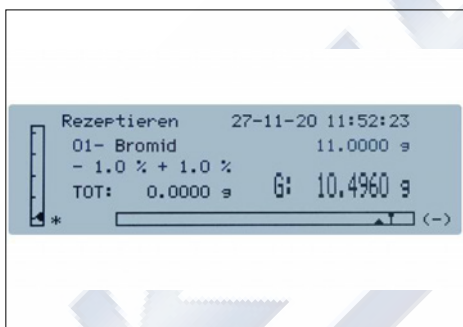 Rezeptieren 27-11-20 11:52:23
01- Bromid 11.0000 g
- 1.0 % + 1.0 %
TOT: 0.0000 g G: 10.4960 g
* (-)